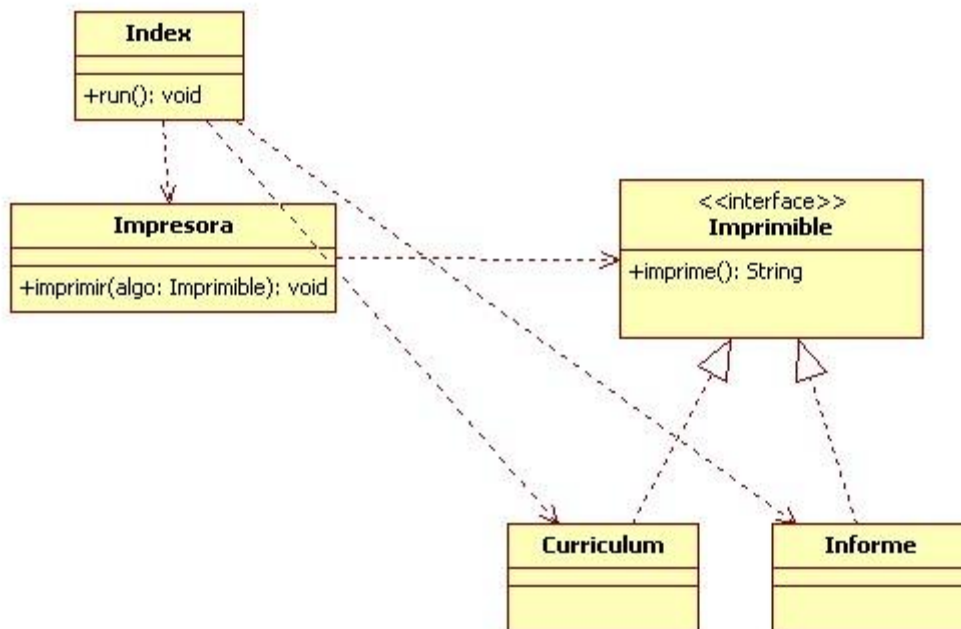 Index
+run(): void
Impresora
+imprimir(algo: Imprimible): void
<<interface>>
Imprimible
+imprime(): String
Curriculum
Informe